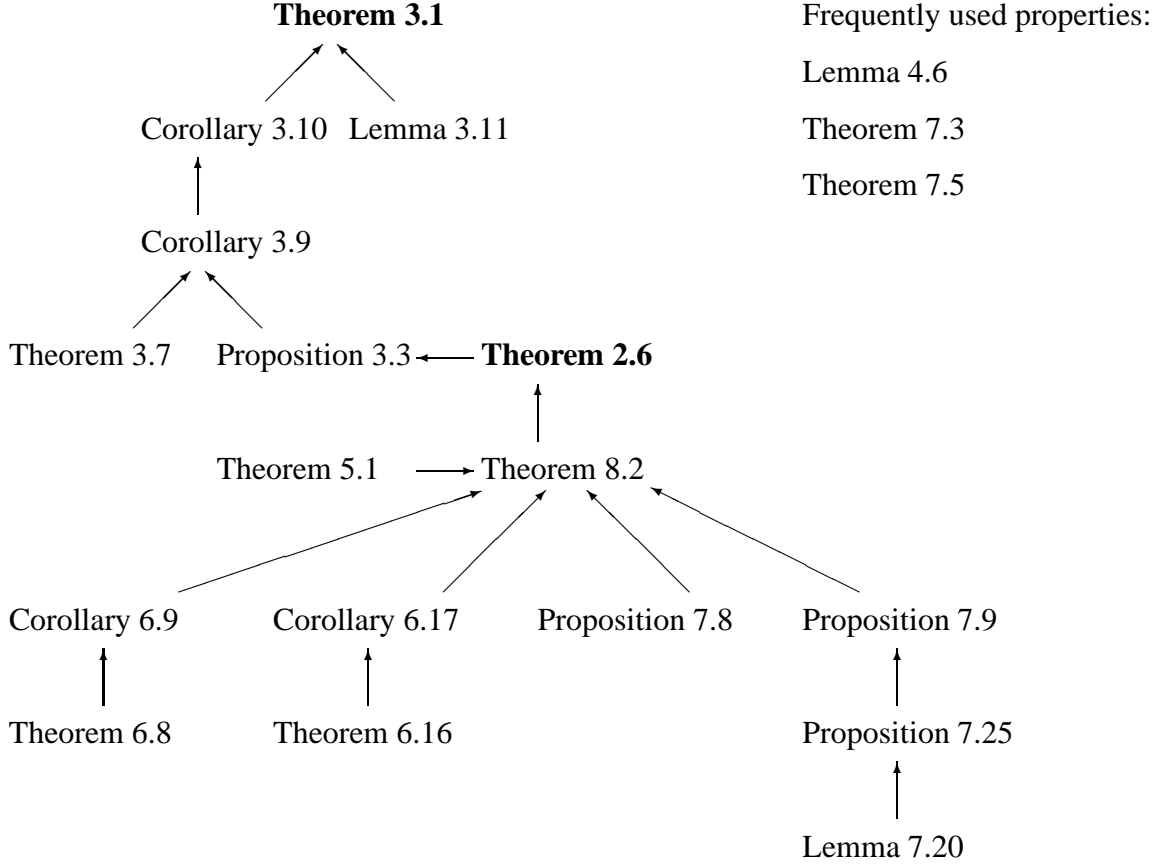 Theorem 3.1
Frequently used properties:
Lemma 4.6
Corollary 3.10 Lemma 3.11
Theorem 7.3
Theorem 7.5
Corollary 3.9
Theorem 3.7 Proposition 3.3 Theorem 2.6
Theorem 5.1 Theorem 8.2
Corollary 6.9 Corollary 6.17 Proposition 7.8 Proposition 7.9
Theorem 6.8 Theorem 6.16 Proposition 7.25
Lemma 7.20